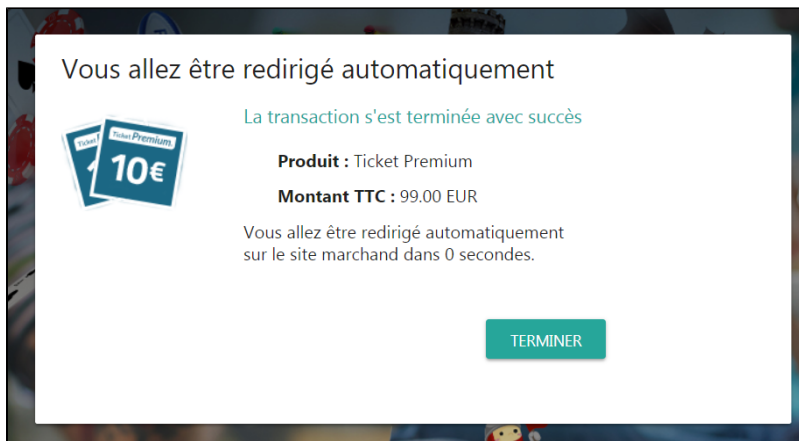 Vous allez être redirigé automatiquement
La transaction s'est terminée avec succès
Ticket Premium
10€
Produit : Ticket Premium
Montant TTC : 99.00 EUR
Vous allez être redirigé automatiquement
sur le site marchand dans 0 secondes.
TERMINER